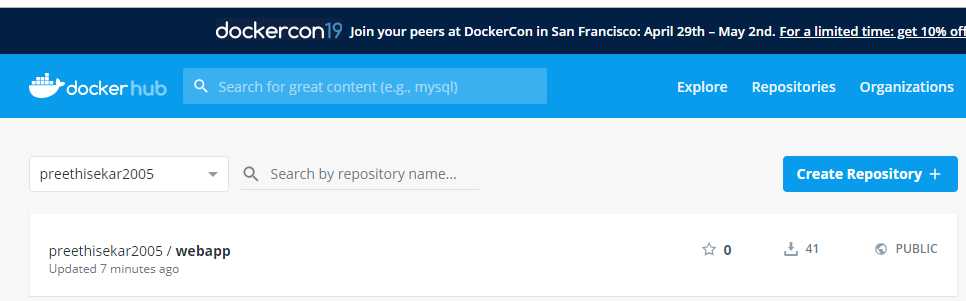 dockercon19 Join your peers at DockerCon in San Francisco: April 29th – May 2nd. For a limited time: get 10% off
docker hub Search for great content (e.g., mysql) Explore Repositories Organizations
preethisekar2005 Search by repository name... Create Repository +
preethisekar2005 / webapp 0 41 PUBLIC
Updated 7 minutes ago